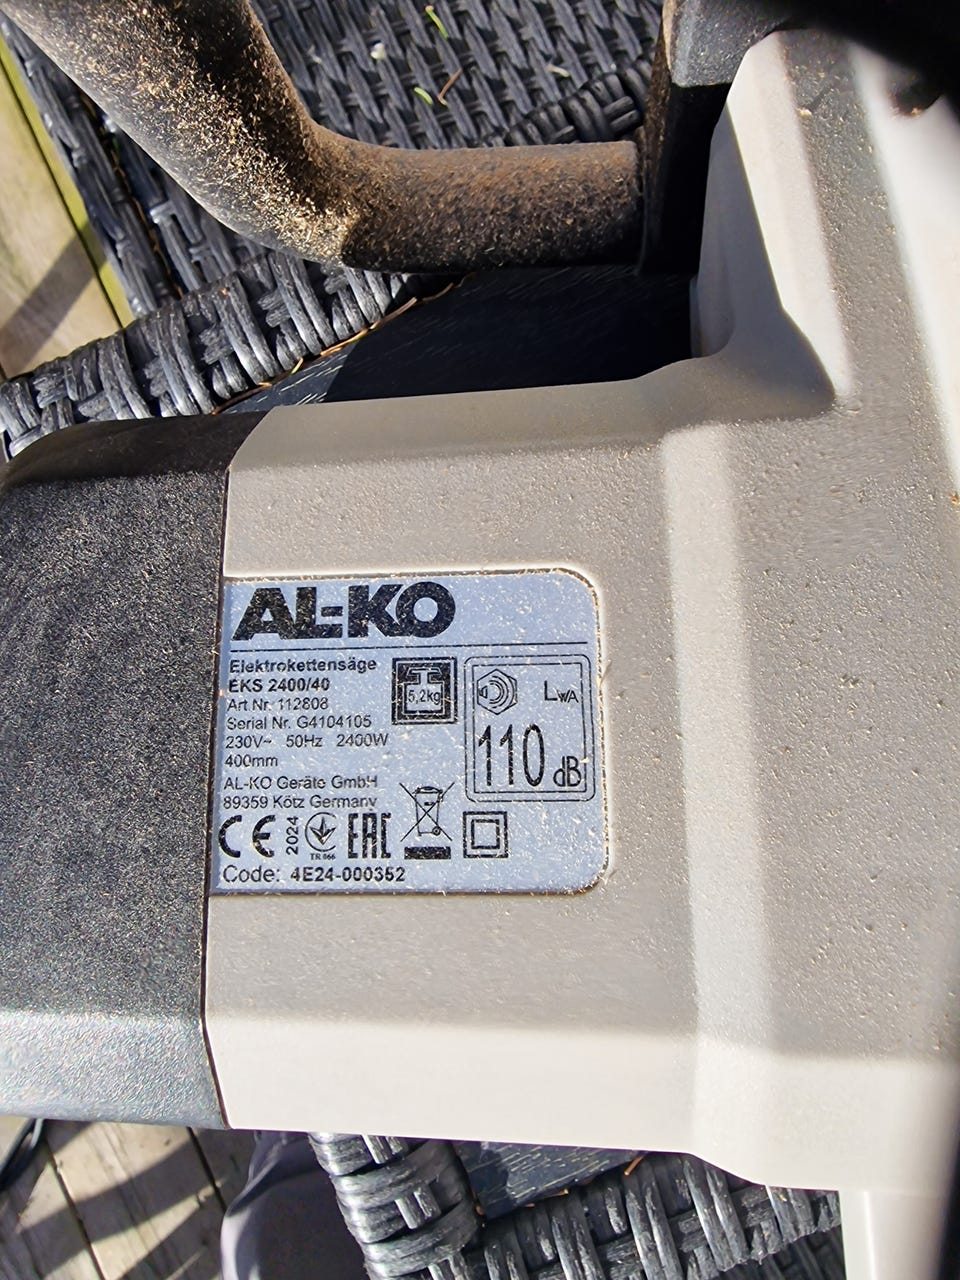 AL-KO
Elektrokettensäge
EKS 2400/40
Art Nr. 112808
Serial Nr. G4104105
230V~ 50Hz 2400W
400mm
AL-KO Geräte GmbH
89359 Kötz Germany
5,2kg
LWA
110 dB
CE 2024 TR 066 EAC
Code: 4E24-000352